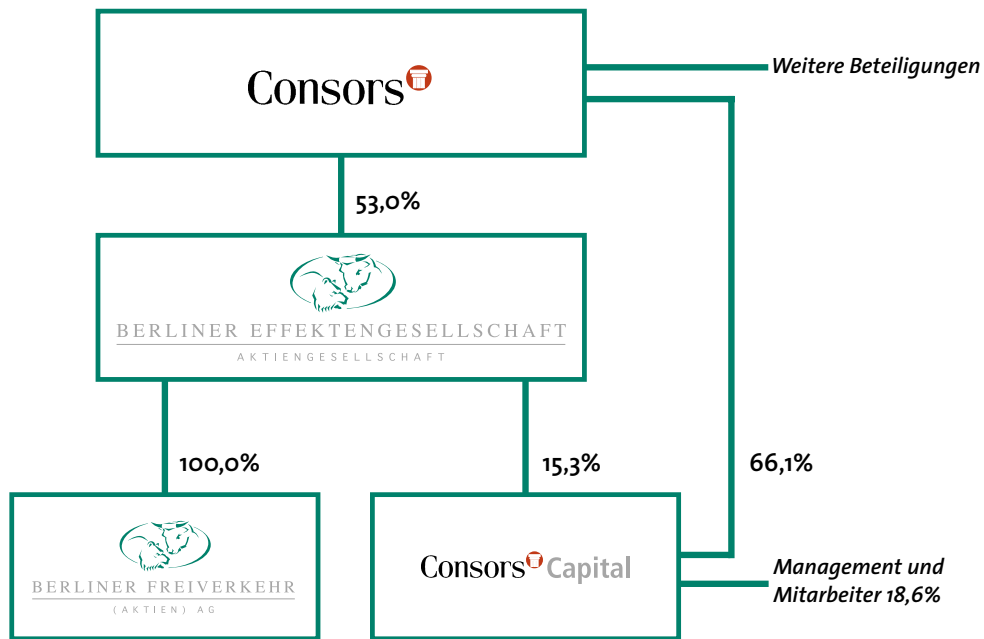 Consors
Weitere Beteiligungen
53,0%
BERLINER EFFEKTENGESELLSCHAFT
AKTIENGESELLSCHAFT
100,0%
15,3%
66,1%
BERLINER FREIVERKEHR
(AKTIEN) AG
Consors Capital
Management und
Mitarbeiter 18,6%